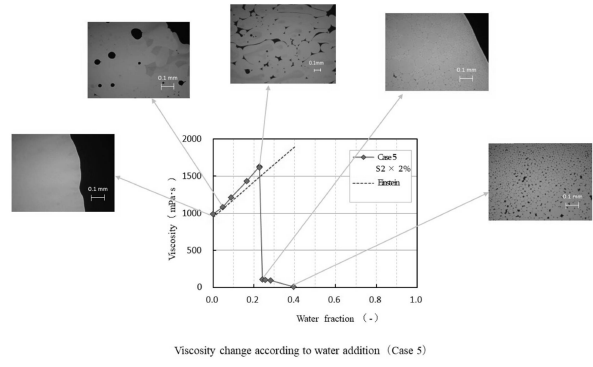 0.1 mm
0.1mm
0.1 mm
0.1 mm
0.1 mm
2000
1500
1000
500
0
Viscosity ( mPa·s )
Case 5
S2 × 2%
Einstein
0.0 0.2 0.4 0.6 0.8 1.0
Water fraction ( - )
Viscosity change according to water addition (Case 5)